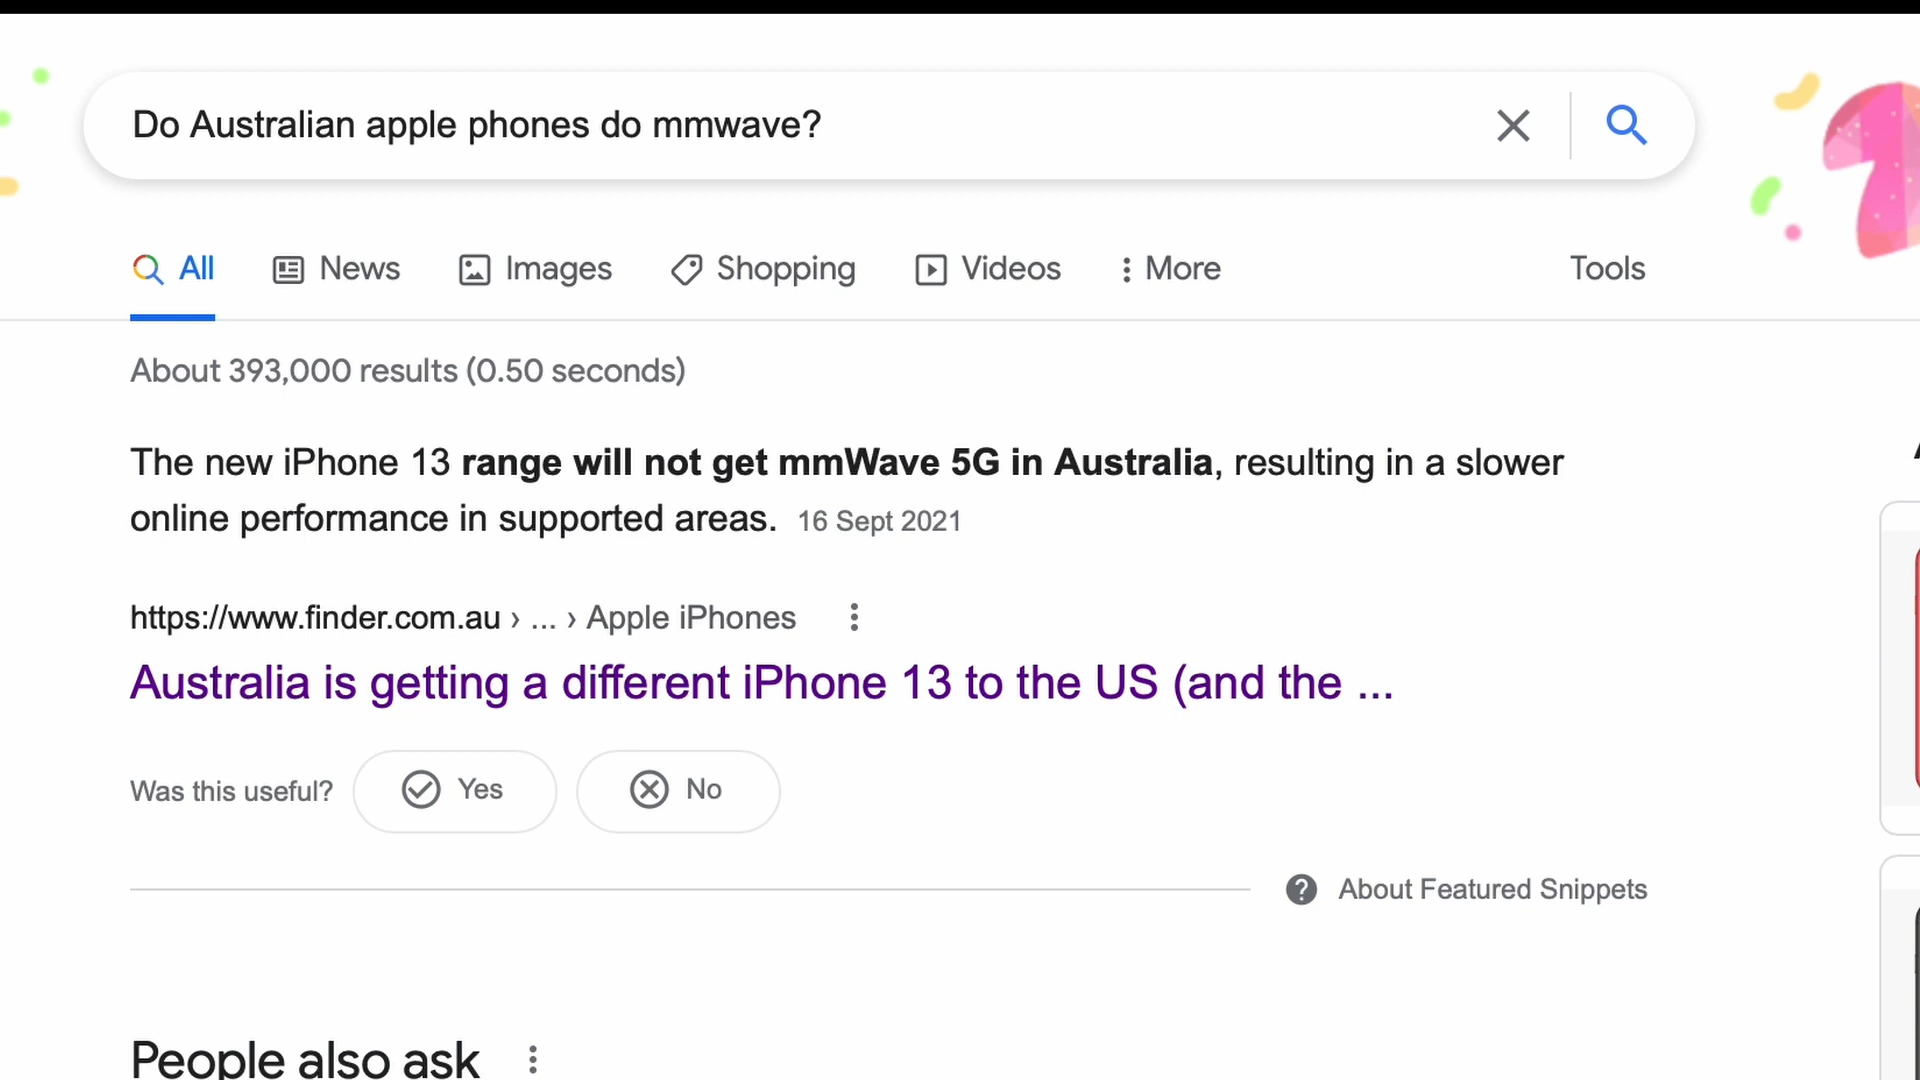 Do Australian apple phones do mmwave?
All News Images Shopping Videos More Tools
About 393,000 results (0.50 seconds)
The new iPhone 13 range will not get mmWave 5G in Australia, resulting in a slower
online performance in supported areas. 16 Sept 2021
https://www.finder.com.au › ... › Apple iPhones
Australia is getting a different iPhone 13 to the US (and the ...
Was this useful? Yes No
About Featured Snippets
People also ask